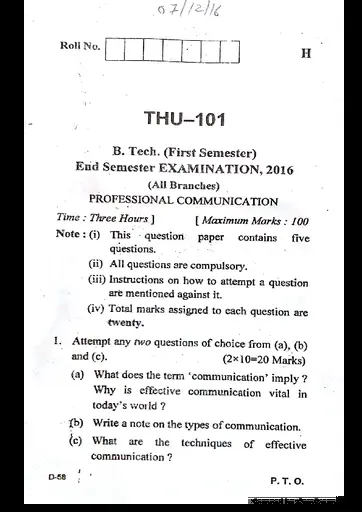 07/12/16
Roll No.
H
THU–101
B. Tech. (First Semester)
End Semester EXAMINATION, 2016
(All Branches)
PROFESSIONAL COMMUNICATION
Time : Three Hours ] [ Maximum Marks : 100
Note : (i) This question paper contains five
questions.
(ii) All questions are compulsory.
(iii) Instructions on how to attempt a question
are mentioned against it.
(iv) Total marks assigned to each question are
twenty.
1. Attempt any two questions of choice from (a), (b)
and (c). (2×10=20 Marks)
(a) What does the term ‘communication’ imply ?
Why is effective communication vital in
today’s world ?
(b) Write a note on the types of communication.
(c) What are the techniques of effective
communication ?
D-58
P. T. O.